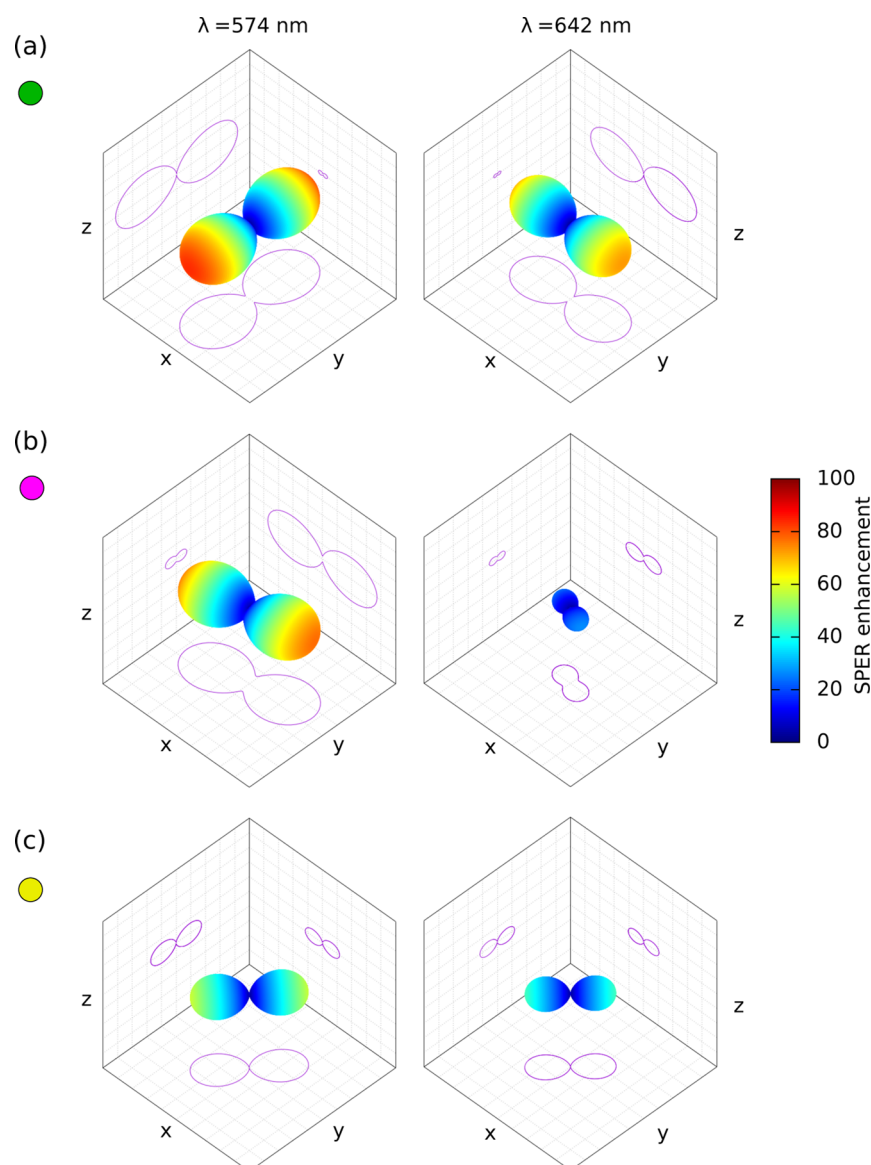 λ =574 nm
λ =642 nm
(a)
z
z
x
y
x
y
(b)
100
80
60
40
20
0
SPER enhancement
z
z
x
y
x
y
(c)
z
z
x
y
x
y